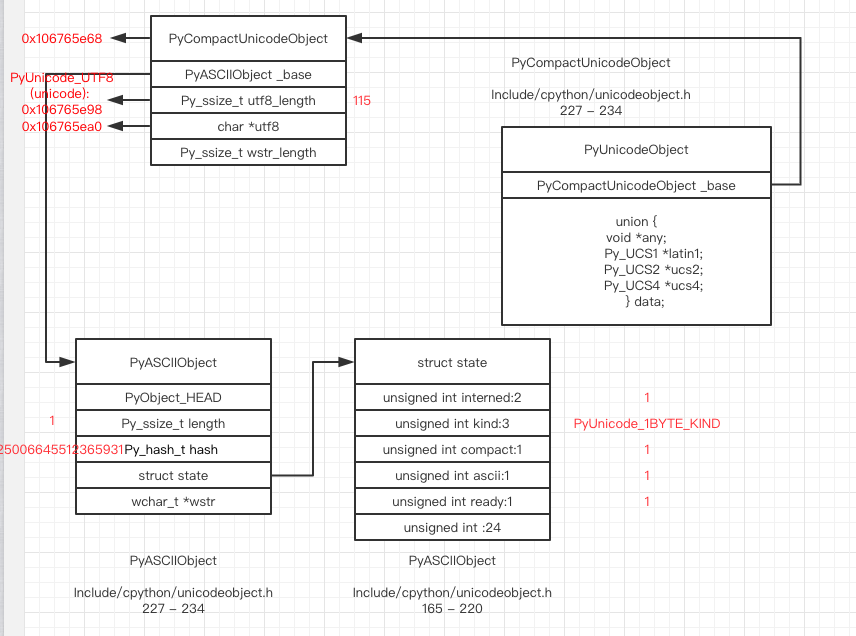 0x106765e68
PyCompactUnicodeObject
PyUnicode_UTF8
(unicode):
0x106765e98
0x106765ea0
PyASCIIObject _base
Py_ssize_t utf8_length
115
char *utf8
Py_ssize_t wstr_length
PyCompactUnicodeObject
Include/cpython/unicodeobject.h
227 – 234
PyUnicodeObject
PyCompactUnicodeObject _base
union {
void *any;
Py_UCS1 *latin1;
Py_UCS2 *ucs2;
Py_UCS4 *ucs4;
} data;
PyASCIIObject
PyObject_HEAD
1
Py_ssize_t length
25006645512365931
Py_hash_t hash
struct state
wchar_t *wstr
PyASCIIObject
Include/cpython/unicodeobject.h
227 – 234
struct state
unsigned int interned:2
1
unsigned int kind:3
PyUnicode_1BYTE_KIND
unsigned int compact:1
1
unsigned int ascii:1
1
unsigned int ready:1
1
unsigned int :24
PyASCIIObject
Include/cpython/unicodeobject.h
165 – 220